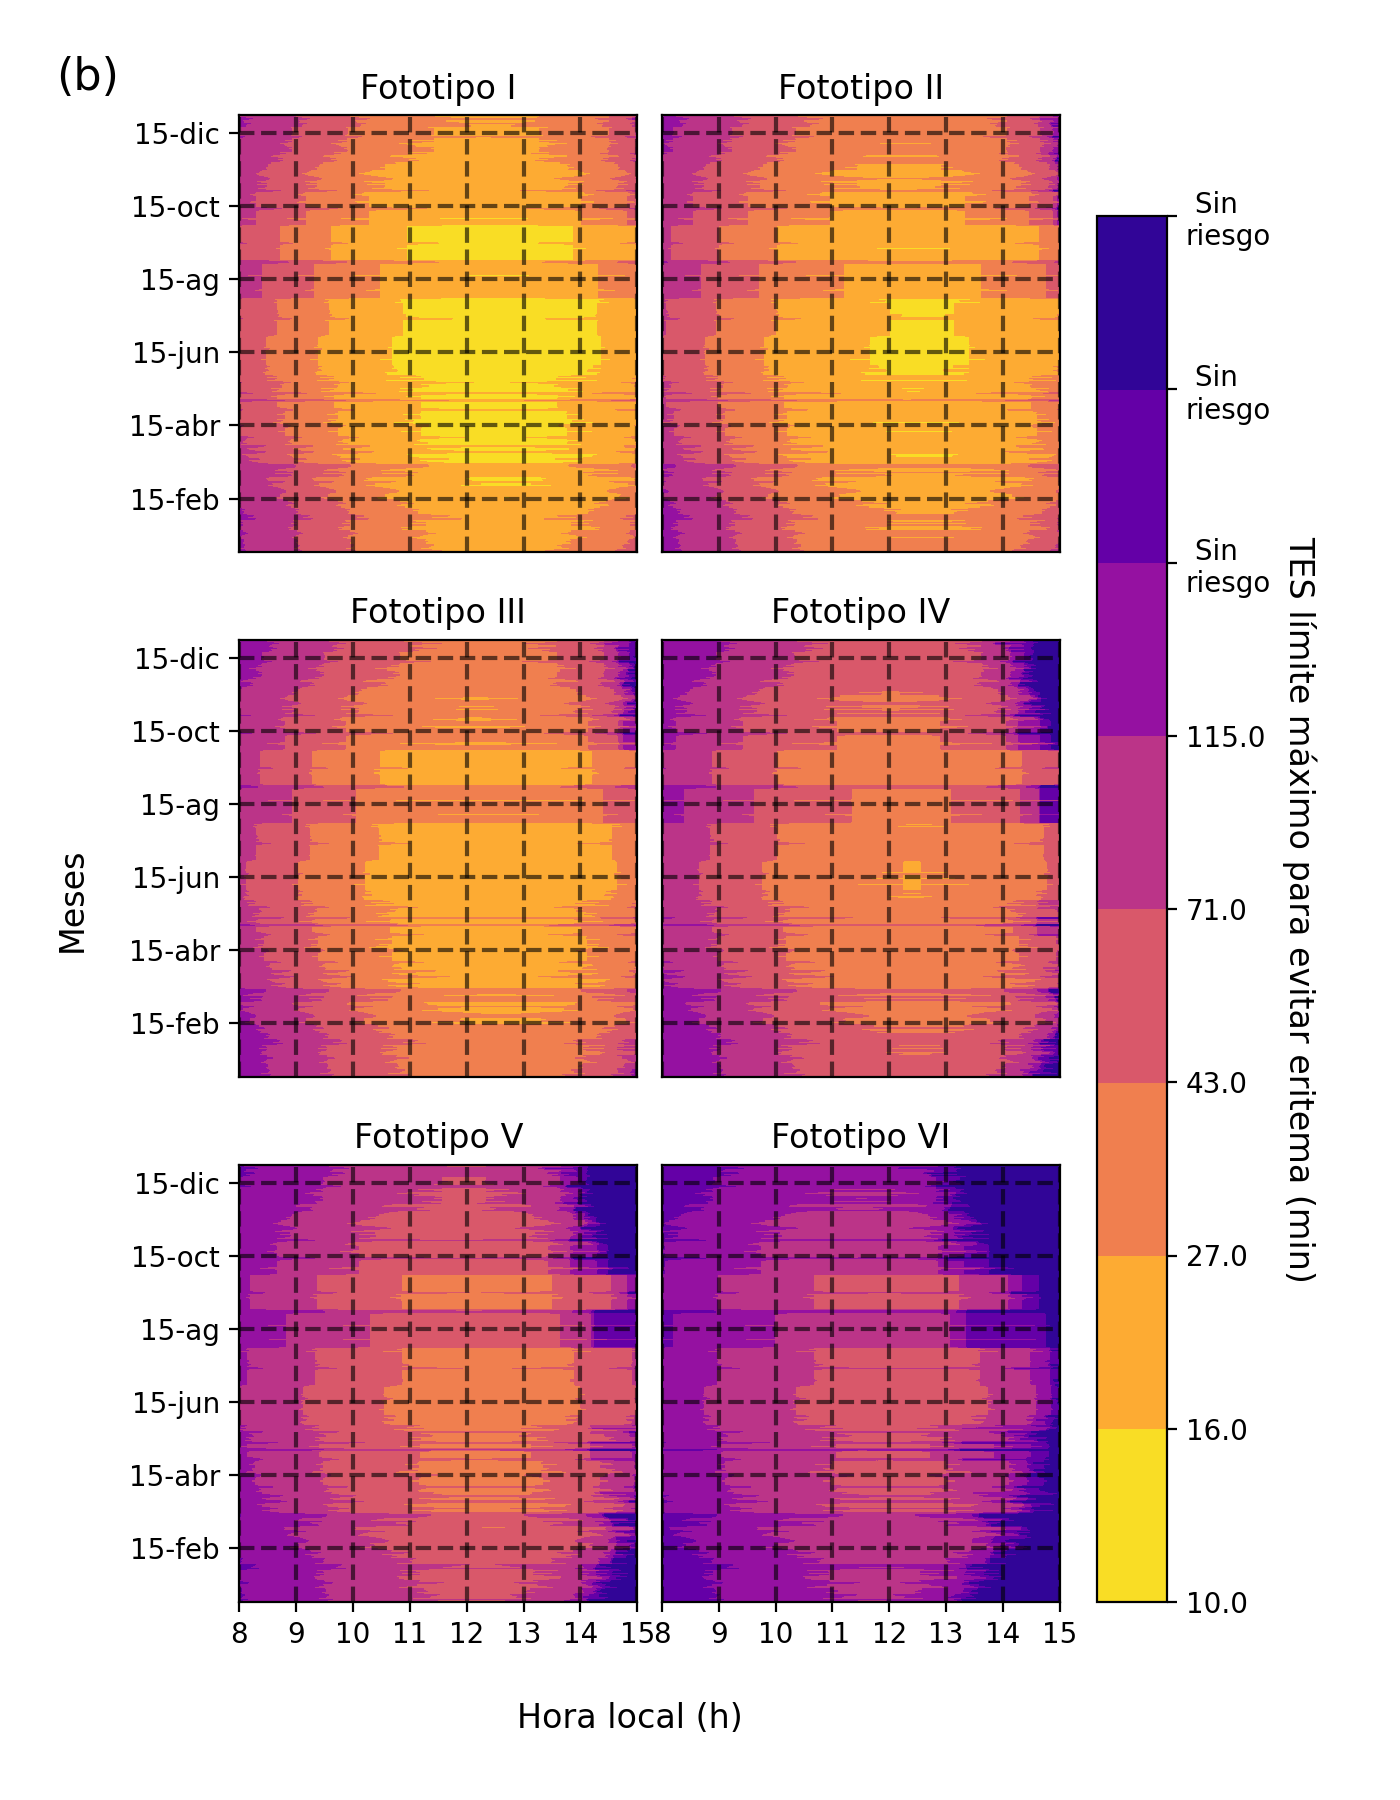 (b)
Fototipo I
Fototipo II
15-dic
15-oct
15-ag
15-jun
15-abr
15-feb
Fototipo III
Fototipo IV
15-dic
15-oct
15-ag
15-jun
15-abr
15-feb
Fototipo V
Fototipo VI
15-dic
15-oct
15-ag
15-jun
15-abr
15-feb
8 9 10 11 12 13 14 15
8 9 10 11 12 13 14 15
Meses
Hora local (h)
Sin
riesgo
Sin
riesgo
Sin
riesgo
115.0
71.0
43.0
27.0
16.0
10.0
TES límite máximo para evitar eritema (min)